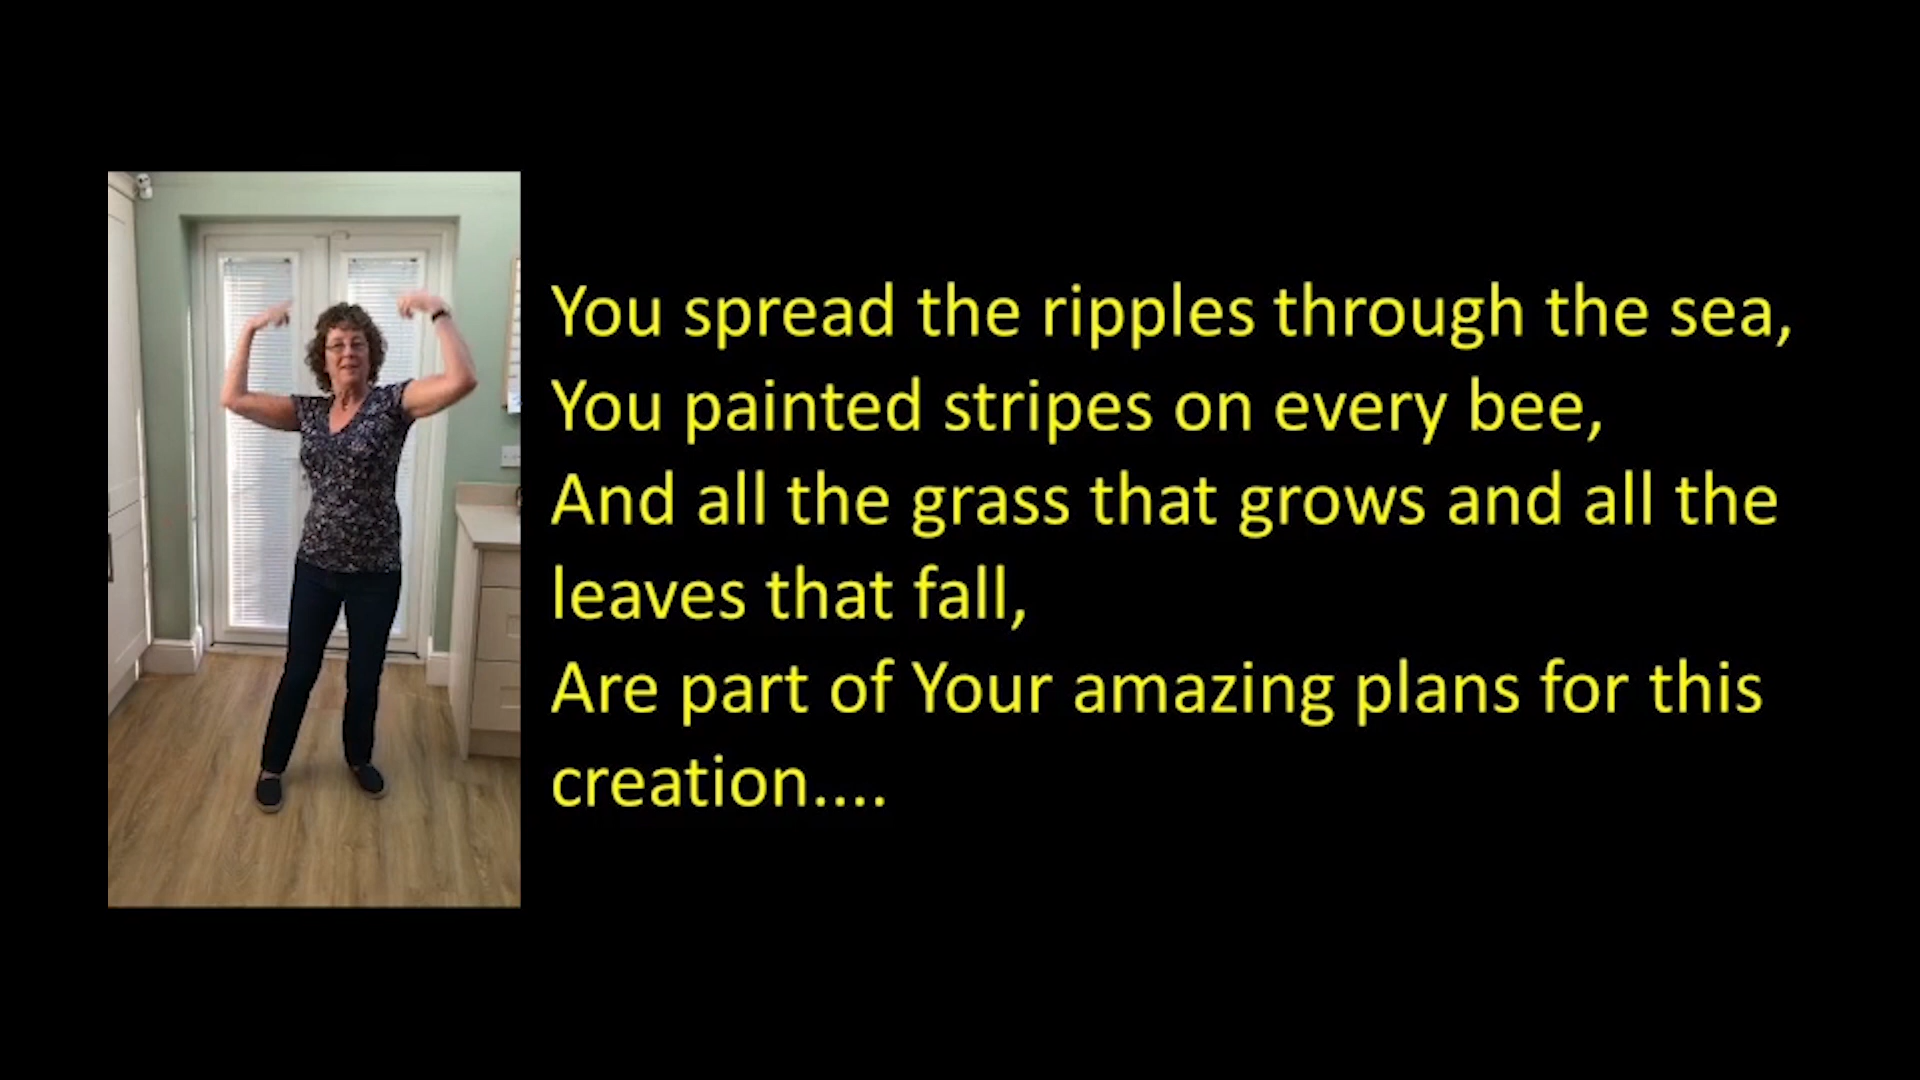 You spread the ripples through the sea,
You painted stripes on every bee,
And all the grass that grows and all the
leaves that fall,
Are part of Your amazing plans for this
creation....